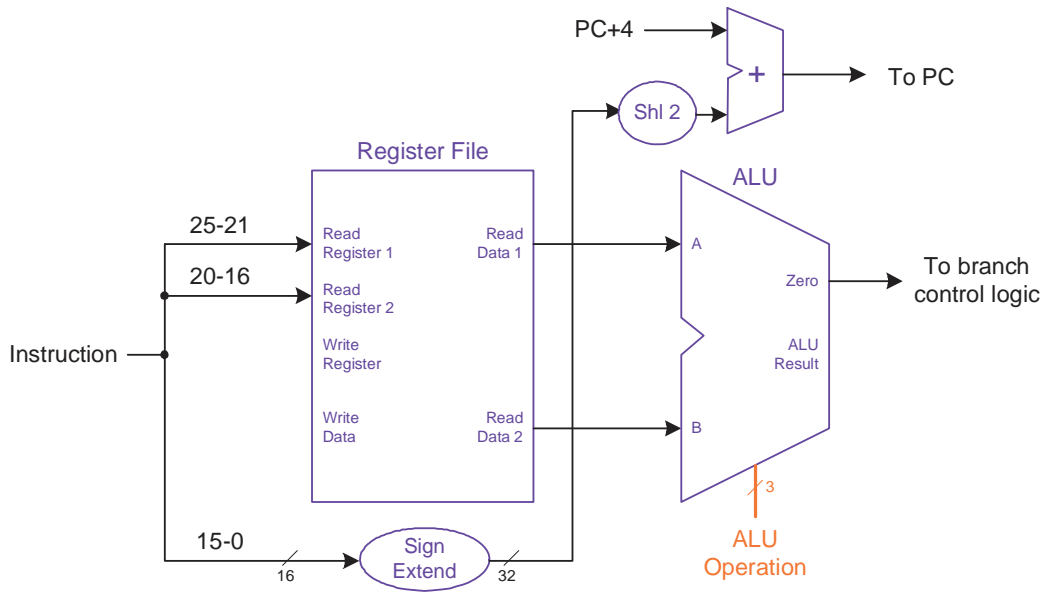 PC+4
+
To PC
Shl 2
Register File
ALU
25-21
Read
Register 1
Read
Data 1
A
20-16
Read
Register 2
Zero
To branch
control logic
Instruction
Write
Register
ALU
Result
Write
Data
Read
Data 2
B
3
15-0
16
Sign
Extend
32
ALU
Operation